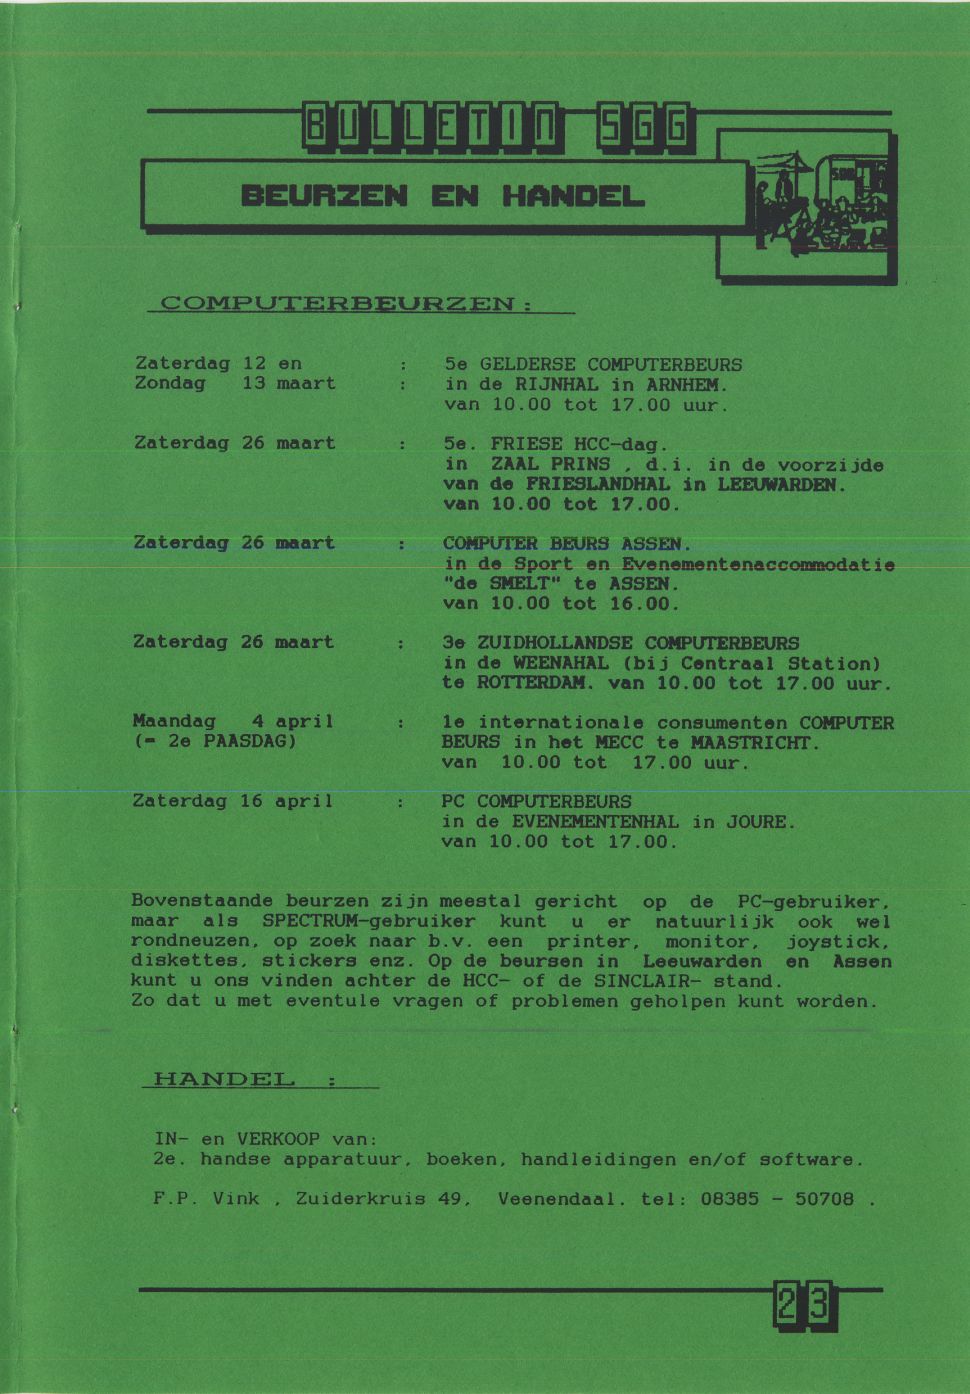 BULLETIN SGG
BEURZEN EN HANDEL
COMPUTERBEURZEN :
Zaterdag 12 en : 5e GELDERSE COMPUTERBEURS
Zondag 13 maart : in de RIJNHAL in ARNHEM.
van 10.00 tot 17.00 uur.
Zaterdag 26 maart : 5e. FRIESE HCC-dag.
in ZAAL PRINS , d.i. in de voorzijde
van de FRIESLANDHAL in LEEUWARDEN.
van 10.00 tot 17.00.
Zaterdag 26 maart : COMPUTER BEURS ASSEN.
in de Sport en Evenementenaccommodatie
"de SMELT" te ASSEN.
van 10.00 tot 16.00.
Zaterdag 26 maart : 3e ZUIDHOLLANDSE COMPUTERBEURS
in de WEENAHAL (bij Centraal Station)
te ROTTERDAM. van 10.00 tot 17.00 uur.
Maandag 4 april : 1e internationale consumenten COMPUTER
(= 2e PAASDAG) BEURS in het MECC te MAASTRICHT.
van 10.00 tot 17.00 uur.
Zaterdag 16 april : PC COMPUTERBEURS
in de EVENEMENTENHAL in JOURE.
van 10.00 tot 17.00.
Bovenstaande beurzen zijn meestal gericht op de PC-gebruiker,
maar als SPECTRUM-gebruiker kunt u er natuurlijk ook wel
rondneuzen, op zoek naar b.v. een printer, monitor, joystick,
diskettes, stickers enz. Op de beursen in Leeuwarden en Assen
kunt u ons vinden achter de HCC- of de SINCLAIR- stand.
Zo dat u met eventule vragen of problemen geholpen kunt worden.
HANDEL :
IN- en VERKOOP van:
2e. handse apparatuur, boeken, handleidingen en/of software.
F.P. Vink , Zuiderkruis 49, Veenendaal. tel: 08385 - 50708 .
23